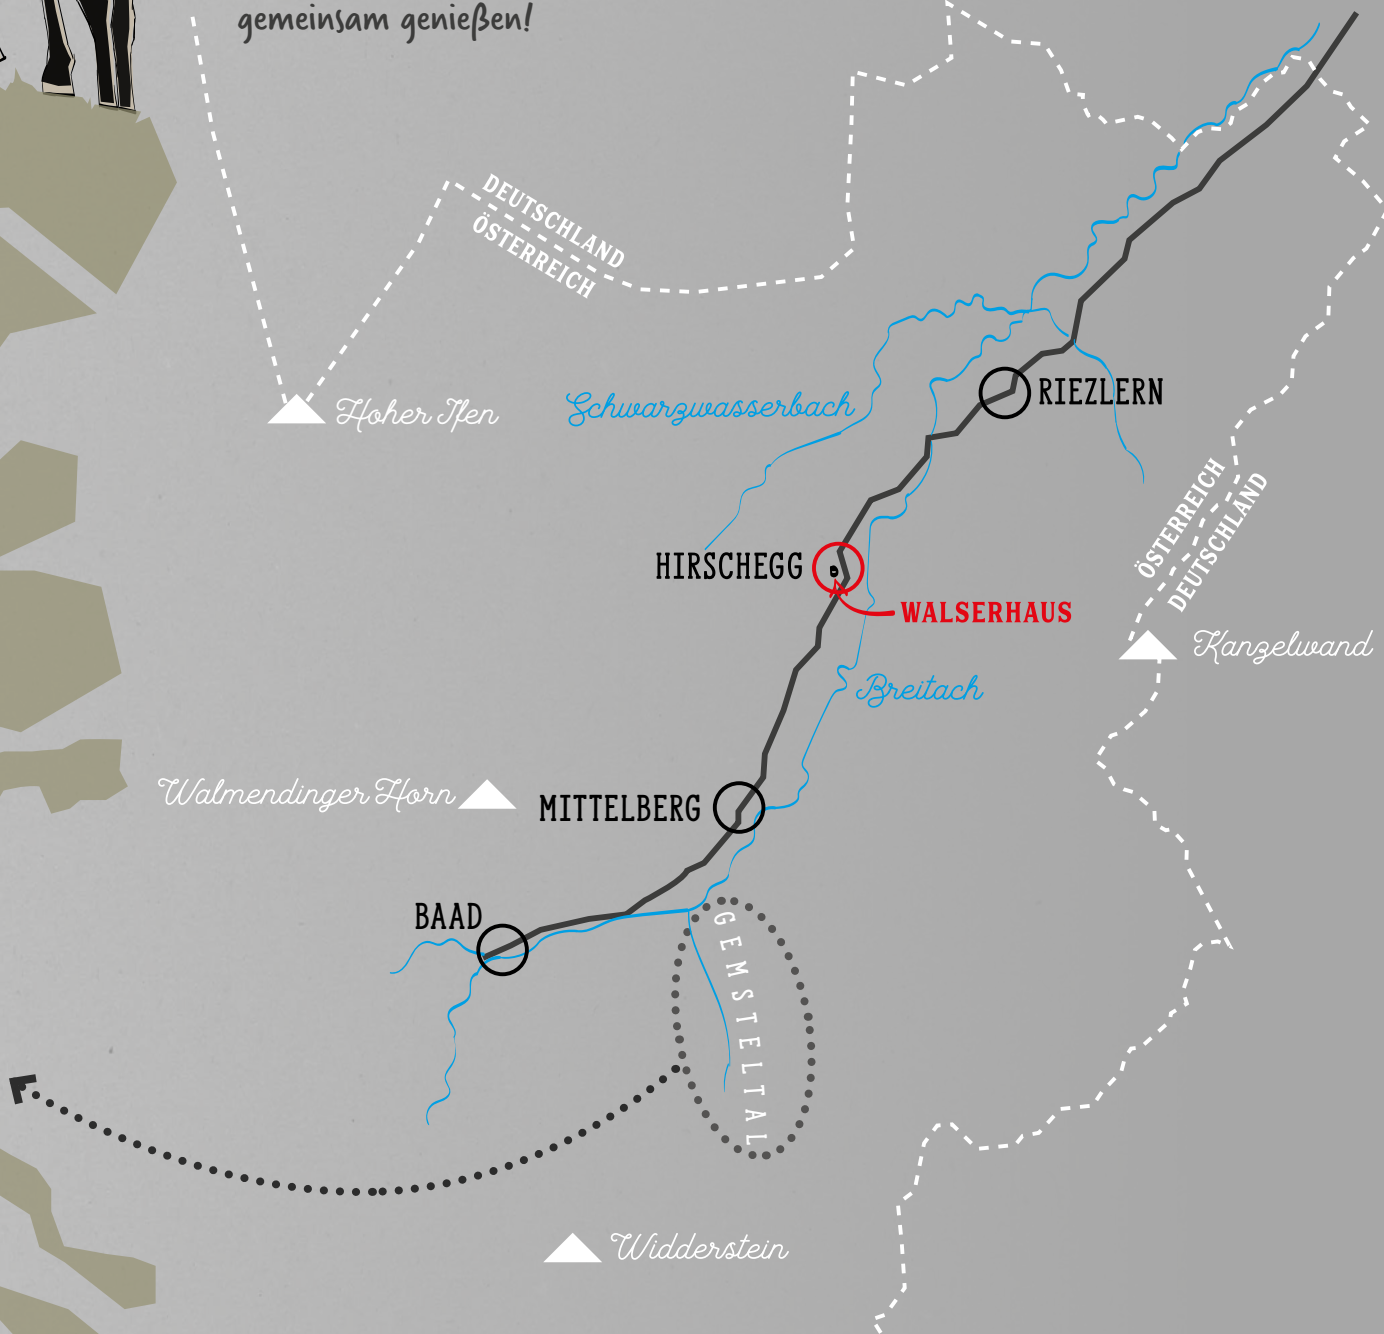 gemeinsam genießen!
DEUTSCHLAND
ÖSTERREICH
Hoher Ifen
Schwarzwasserbach
RIEZLERN
ÖSTERREICH
DEUTSCHLAND
HIRSCHEGG
WALSERHAUS
Kanzelwand
Breitach
Walmendinger Horn
MITTELBERG
BAAD
GEMSTELTAL
Widderstein